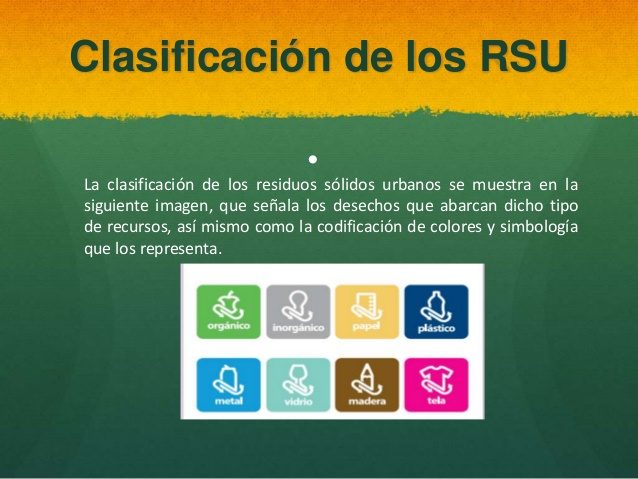 Clasificación de los RSU
•
La clasificación de los residuos sólidos urbanos se muestra en la
siguiente imagen, que señala los desechos que abarcan dicho tipo
de recursos, así mismo como la codificación de colores y simbología
que los representa.
orgánico inorgánico papel plástico
metal vidrio madera tela